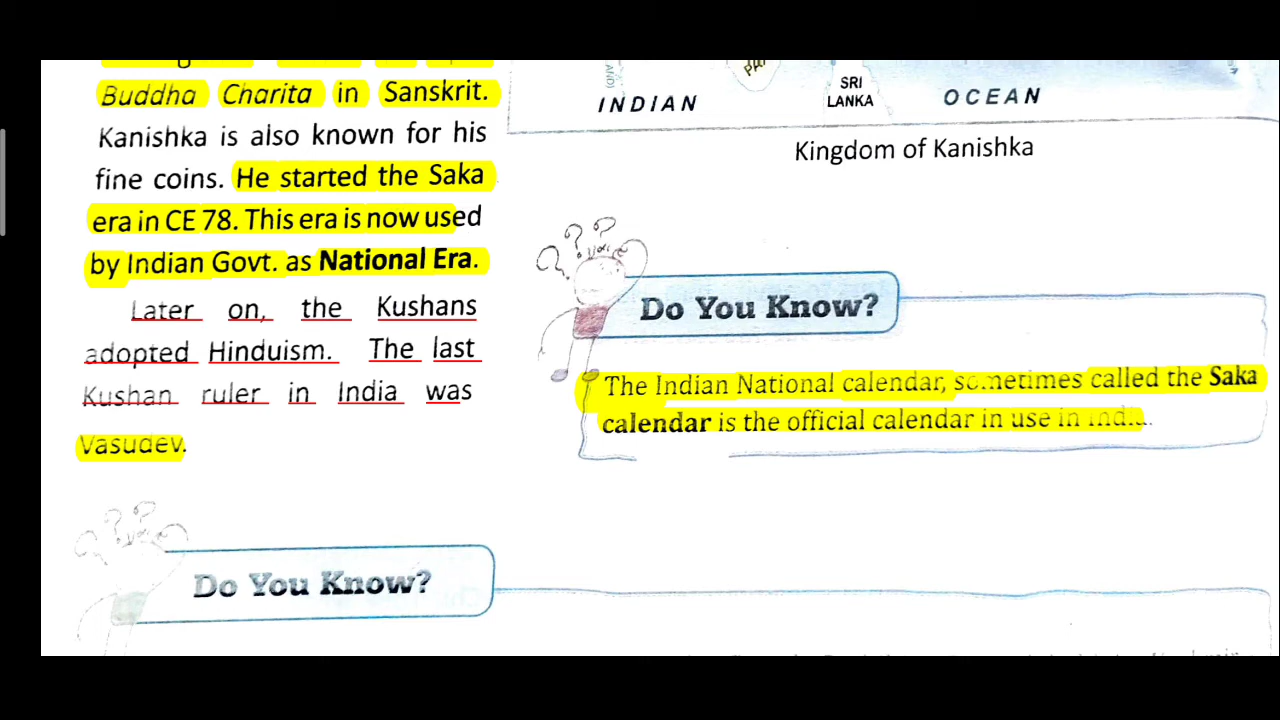 Buddha Charita in Sanskrit.
Kanishka is also known for his
fine coins. He started the Saka
era in CE 78. This era is now used
by Indian Govt. as National Era.
Later on, the Kushans
adopted Hinduism. The last
Kushan ruler in India was
Vasudev.
INDIAN
SRI
LANKA
OCEAN
Kingdom of Kanishka
Do You Know?
The Indian National calendar, sometimes called the Saka
calendar is the official calendar in use in India.
Do You Know?